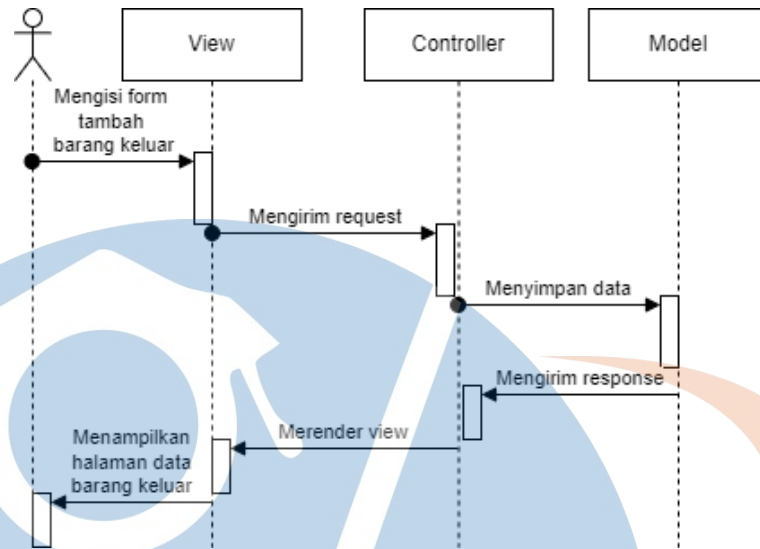 View
Controller
Model
Mengisi form
tambah
barang keluar
Mengirim request
Menyimpan data
Mengirim response
Merender view
Menampilkan
halaman data
barang keluar